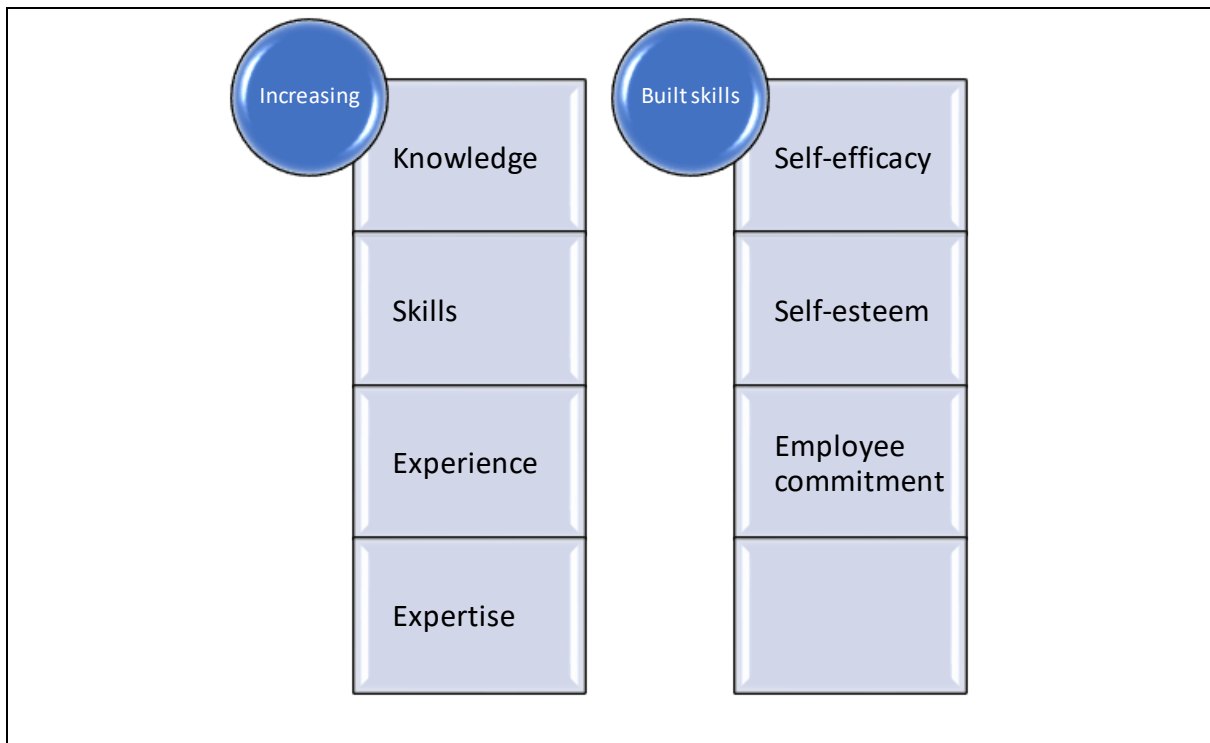 Increasing
Knowledge
Skills
Experience
Expertise
Built skills
Self-efficacy
Self-esteem
Employee
commitment